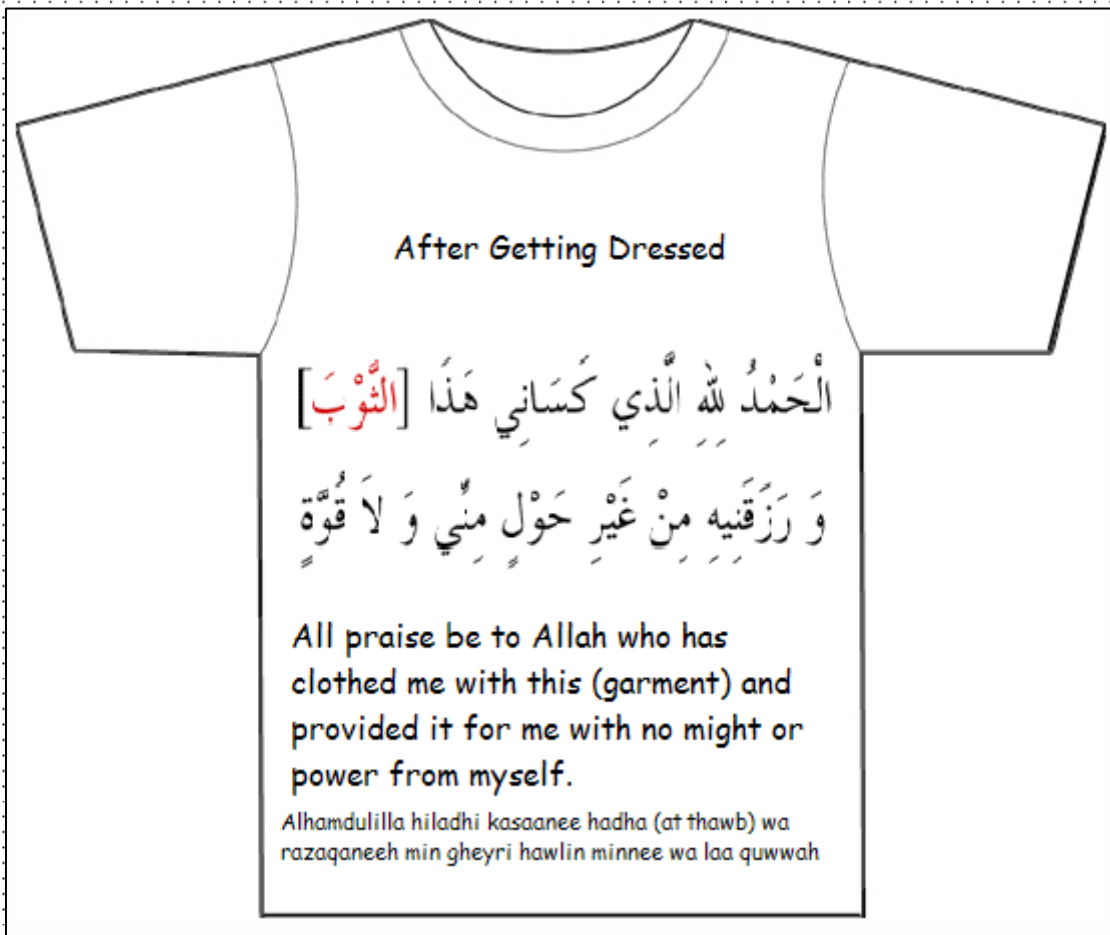 After Getting Dressed
الْحَمْدُ لِلَّهِ الَّذِي كَسَانِي هَذَا [الثَّوْبَ]
وَ رَزَقَنِيهِ مِنْ غَيْرِ حَوْلٍ مِنِّي وَ لاَ قُوَّةٍ
All praise be to Allah who has
clothed me with this (garment) and
provided it for me with no might or
power from myself.
Alhamdulilla hiladhi kasaanee hadha (at thawb) wa
razaqaneeh min gheyri hawlin minnee wa laa quwwah